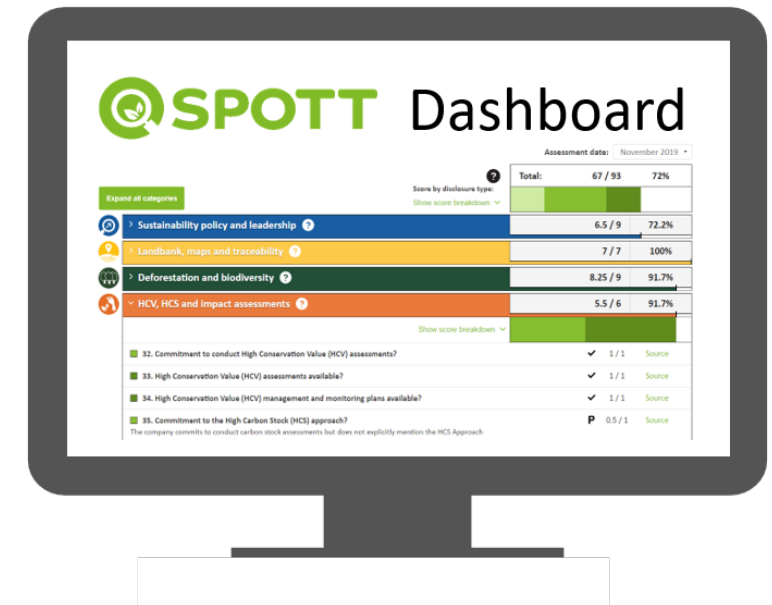 SPOTT Dashboard
Assessment date: November 2019
? Total: 67 / 93 72%
Score by disclosure type:
Expand all categories Show score breakdown
Sustainability policy and leadership ? 6.5 / 9 72.2%
Landbank, maps and traceability ? 7 / 7 100%
Deforestation and biodiversity ? 8.25 / 9 91.7%
HCV, HCS and impact assessments ? 5.5 / 6 91.7%
Show score breakdown
32. Commitment to conduct High Conservation Value (HCV) assessments? ✓ 1 / 1 Source
33. High Conservation Value (HCV) assessments available? ✓ 1 / 1 Source
34. High Conservation Value (HCV) management and monitoring plans available? ✓ 1 / 1 Source
35. Commitment to the High Carbon Stock (HCS) approach? P 0.5 / 1 Source
The company commits to conduct carbon stock assessments but does not explicitly mention the HCS Approach